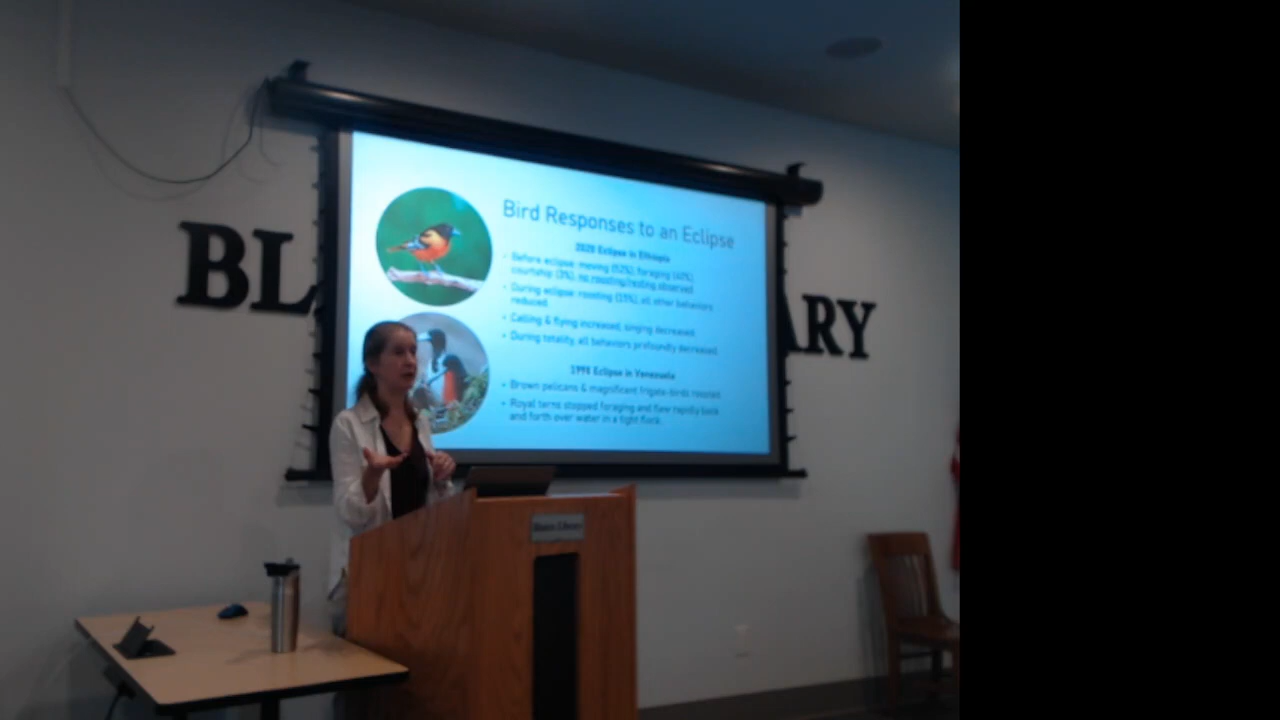 BL
ARY
Bird Responses to an Eclipse
2020 Eclipse in Ethiopia
• Before eclipse: moving (52%), foraging (40%)
courtship (3%), no roosting/resting observed
• During eclipse: roosting (19%), all other behaviors
reduced
• Calling & flying increased, singing decreased
• During totality, all behaviors profoundly decreased
1998 Eclipse in Venezuela
• Brown pelicans & magnificent frigate-birds roosted
• Royal terns stopped foraging and flew rapidly back
and forth over water in a tight flock
Library